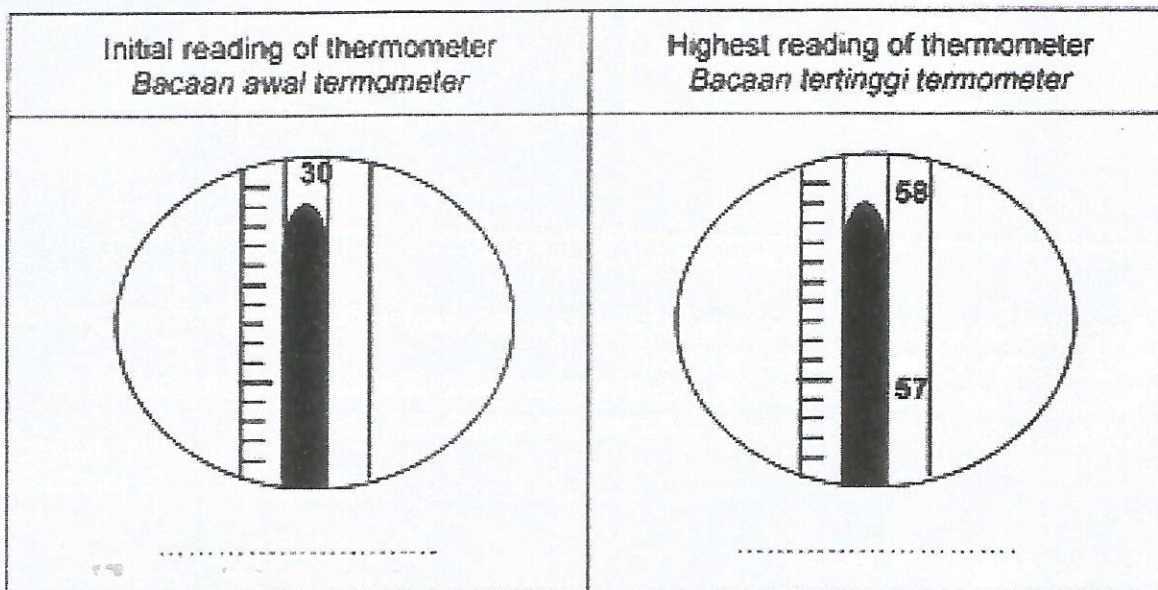 Initial reading of thermometer
Bacaan awal termometer
Highest reading of thermometer
Bacaan tertinggi termometer
30
58
57